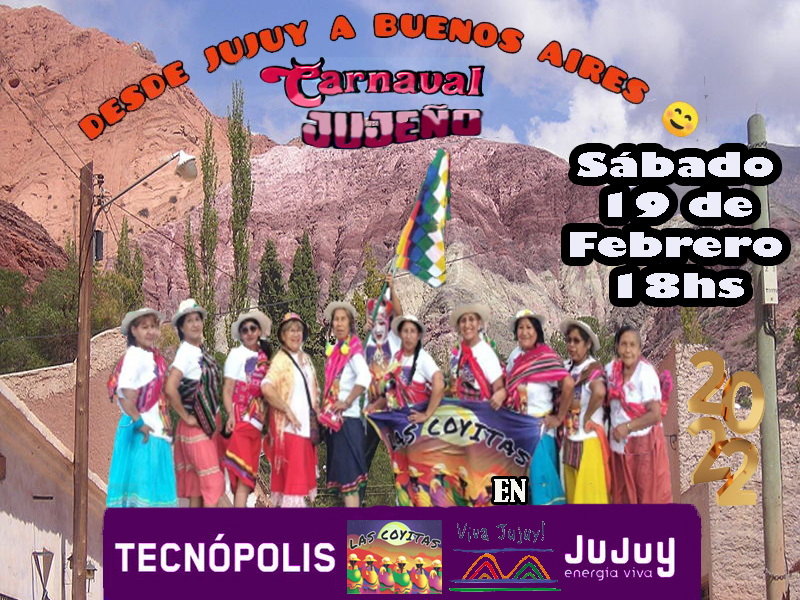 DESDE JUJUY A BUENOS AIRES
Carnaval
JUJEÑO
Sábado
19 de
Febrero
18hs
2022
LAS COYITAS
EN
TECNÓPOLIS
LAS COYITAS
Viva Jujuy!
JuJuy
energía viva